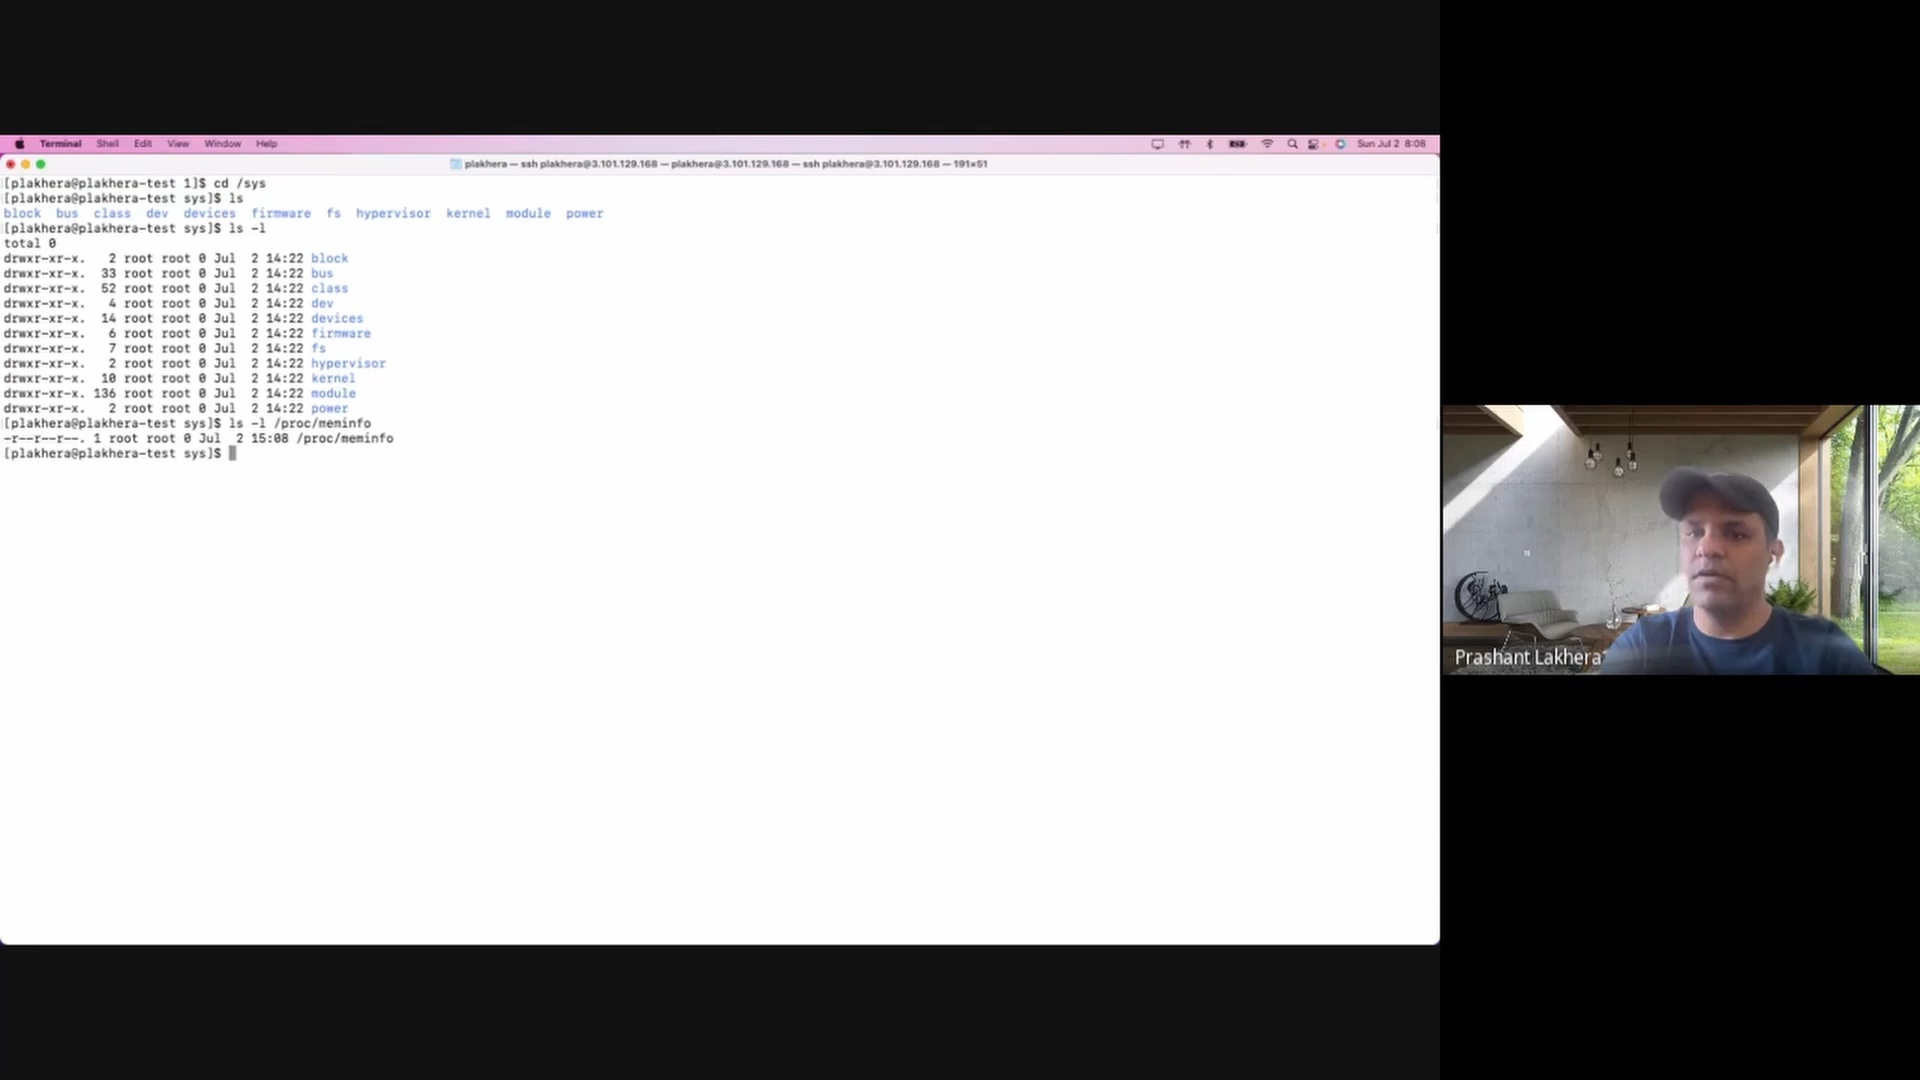 Terminal Shell Edit View Window Help Sun Jul 2 8:08
plakhera — ssh plakhera@3.101.129.168 — plakhera@3.101.129.168 — ssh plakhera@3.101.129.168 — 191×51
[plakhera@plakhera-test 1]$ cd /sys
[plakhera@plakhera-test sys]$ ls
block bus class dev devices firmware fs hypervisor kernel module power
[plakhera@plakhera-test sys]$ ls -l
total 0
drwxr-xr-x. 2 root root 0 Jul 2 14:22 block
drwxr-xr-x. 33 root root 0 Jul 2 14:22 bus
drwxr-xr-x. 52 root root 0 Jul 2 14:22 class
drwxr-xr-x. 4 root root 0 Jul 2 14:22 dev
drwxr-xr-x. 14 root root 0 Jul 2 14:22 devices
drwxr-xr-x. 6 root root 0 Jul 2 14:22 firmware
drwxr-xr-x. 7 root root 0 Jul 2 14:22 fs
drwxr-xr-x. 2 root root 0 Jul 2 14:22 hypervisor
drwxr-xr-x. 10 root root 0 Jul 2 14:22 kernel
drwxr-xr-x. 136 root root 0 Jul 2 14:22 module
drwxr-xr-x. 2 root root 0 Jul 2 14:22 power
[plakhera@plakhera-test sys]$ ls -l /proc/meminfo
-r--r--r--. 1 root root 0 Jul 2 15:08 /proc/meminfo
[plakhera@plakhera-test sys]$
Prashant Lakhera